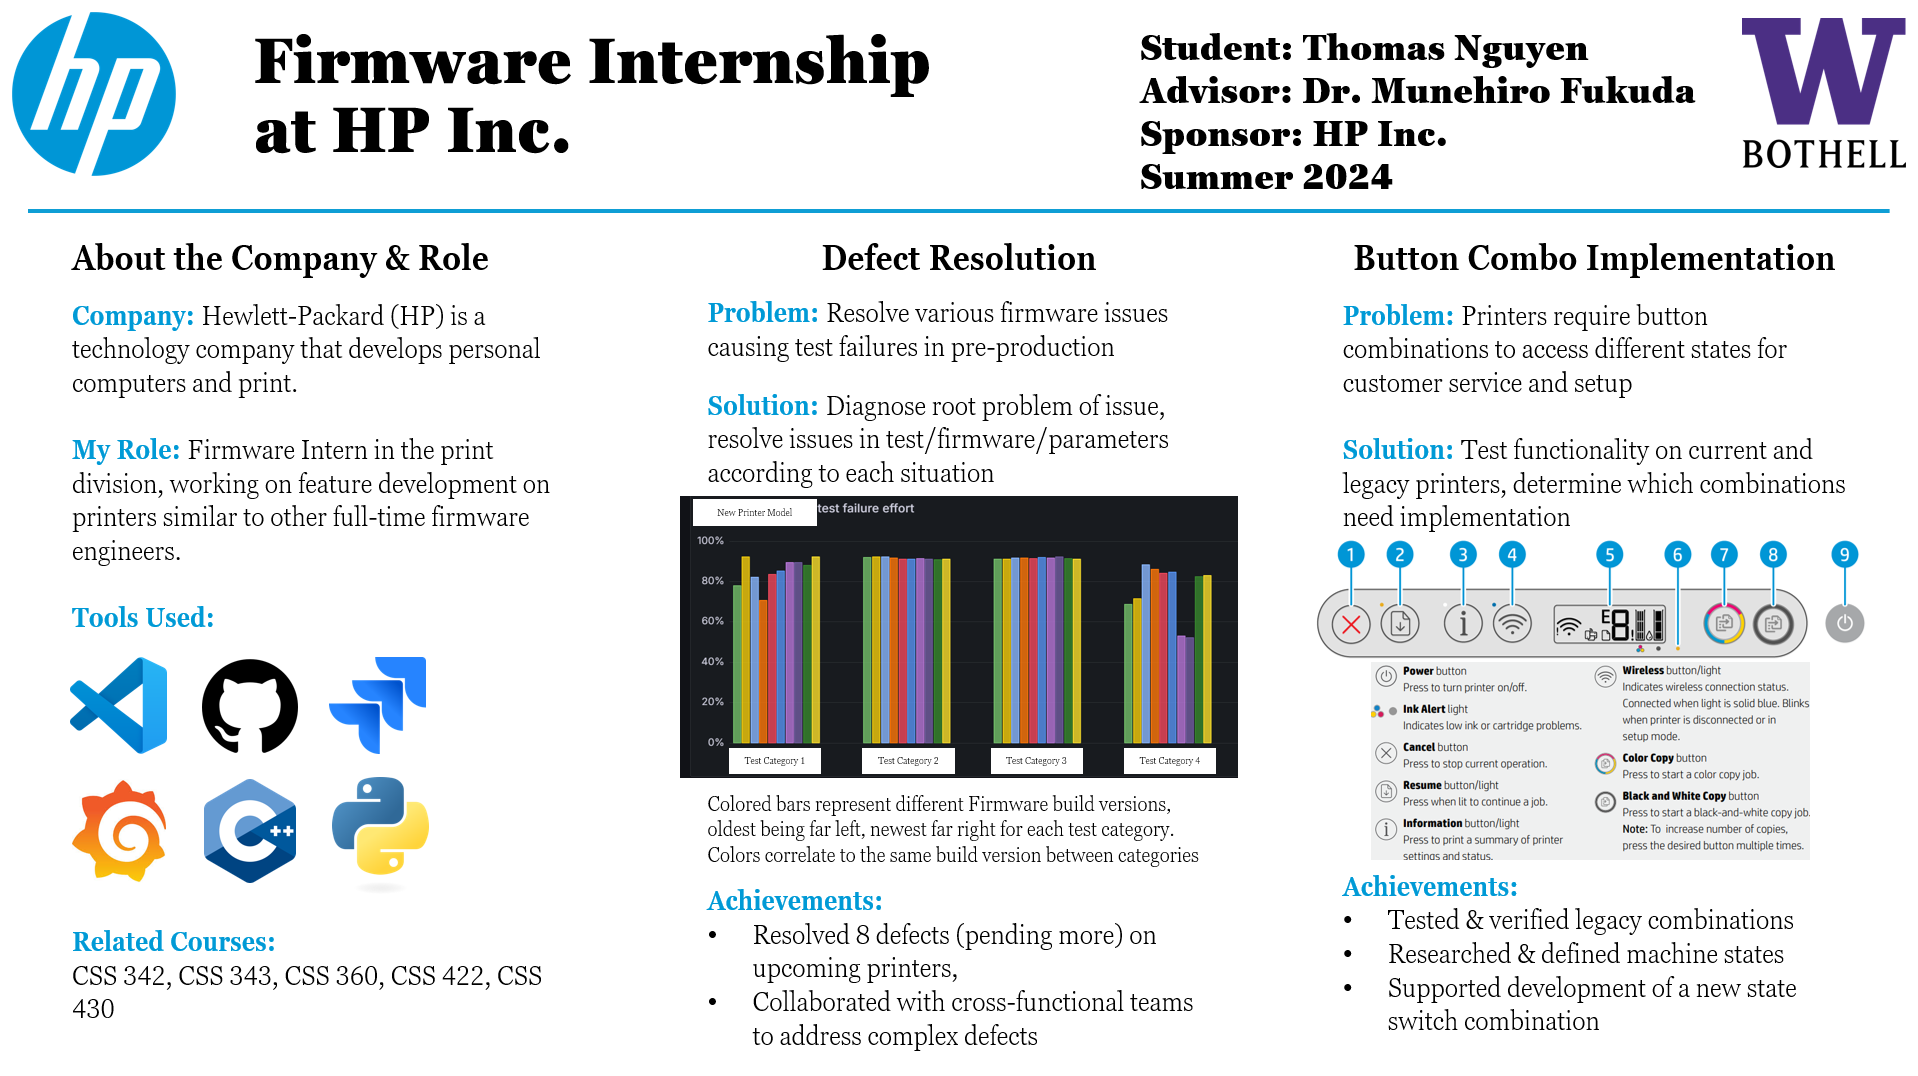 hp
Firmware Internship
at HP Inc.
Student: Thomas Nguyen
Advisor: Dr. Munehiro Fukuda
Sponsor: HP Inc.
Summer 2024
W
BOTHELL
About the Company & Role
Company: Hewlett-Packard (HP) is a
technology company that develops personal
computers and print.
My Role: Firmware Intern in the print
division, working on feature development on
printers similar to other full-time firmware
engineers.
Tools Used:
C++
Related Courses:
CSS 342, CSS 343, CSS 360, CSS 422, CSS
430
Defect Resolution
Problem: Resolve various firmware issues
causing test failures in pre-production
Solution: Diagnose root problem of issue,
resolve issues in test/firmware/parameters
according to each situation
New Printer Model test failure effort
100%
80%
60%
40%
20%
0%
Test Category 1 Test Category 2 Test Category 3 Test Category 4
Colored bars represent different Firmware build versions,
oldest being far left, newest far right for each test category.
Colors correlate to the same build version between categories
Achievements:
• Resolved 8 defects (pending more) on
upcoming printers,
• Collaborated with cross-functional teams
to address complex defects
Button Combo Implementation
Problem: Printers require button
combinations to access different states for
customer service and setup
Solution: Test functionality on current and
legacy printers, determine which combinations
need implementation
1 2 3 4 5 6 7 8 9
E8
Power button
Press to turn printer on/off.
Ink Alert light
Indicates low ink or cartridge problems.
Cancel button
Press to stop current operation.
Resume button/light
Press when lit to continue a job.
Information button/light
Press to print a summary of printer
settings and status.
Wireless button/light
Indicates wireless connection status.
Connected when light is solid blue. Blinks
when printer is disconnected or in
setup mode.
Color Copy button
Press to start a color copy job.
Black and White Copy button
Press to start a black-and-white copy job.
Note: To increase number of copies,
press the desired button multiple times.
Achievements:
• Tested & verified legacy combinations
• Researched & defined machine states
• Supported development of a new state
switch combination